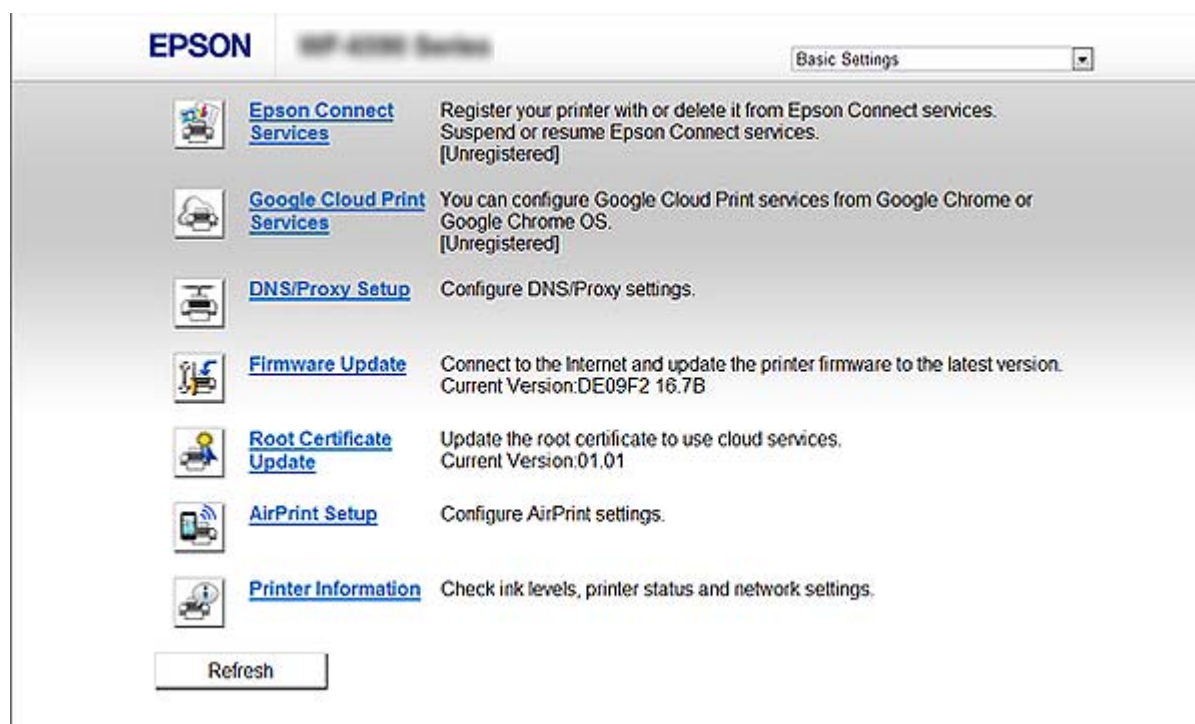 EPSON
Basic Settings
Epson Connect Services
Register your printer with or delete it from Epson Connect services.
Suspend or resume Epson Connect services.
[Unregistered]
Google Cloud Print Services
You can configure Google Cloud Print services from Google Chrome or
Google Chrome OS.
[Unregistered]
DNS/Proxy Setup
Configure DNS/Proxy settings.
Firmware Update
Connect to the Internet and update the printer firmware to the latest version.
Current Version:DE09F2 16.7B
Root Certificate Update
Update the root certificate to use cloud services.
Current Version:01.01
AirPrint Setup
Configure AirPrint settings.
Printer Information
Check ink levels, printer status and network settings.
Refresh